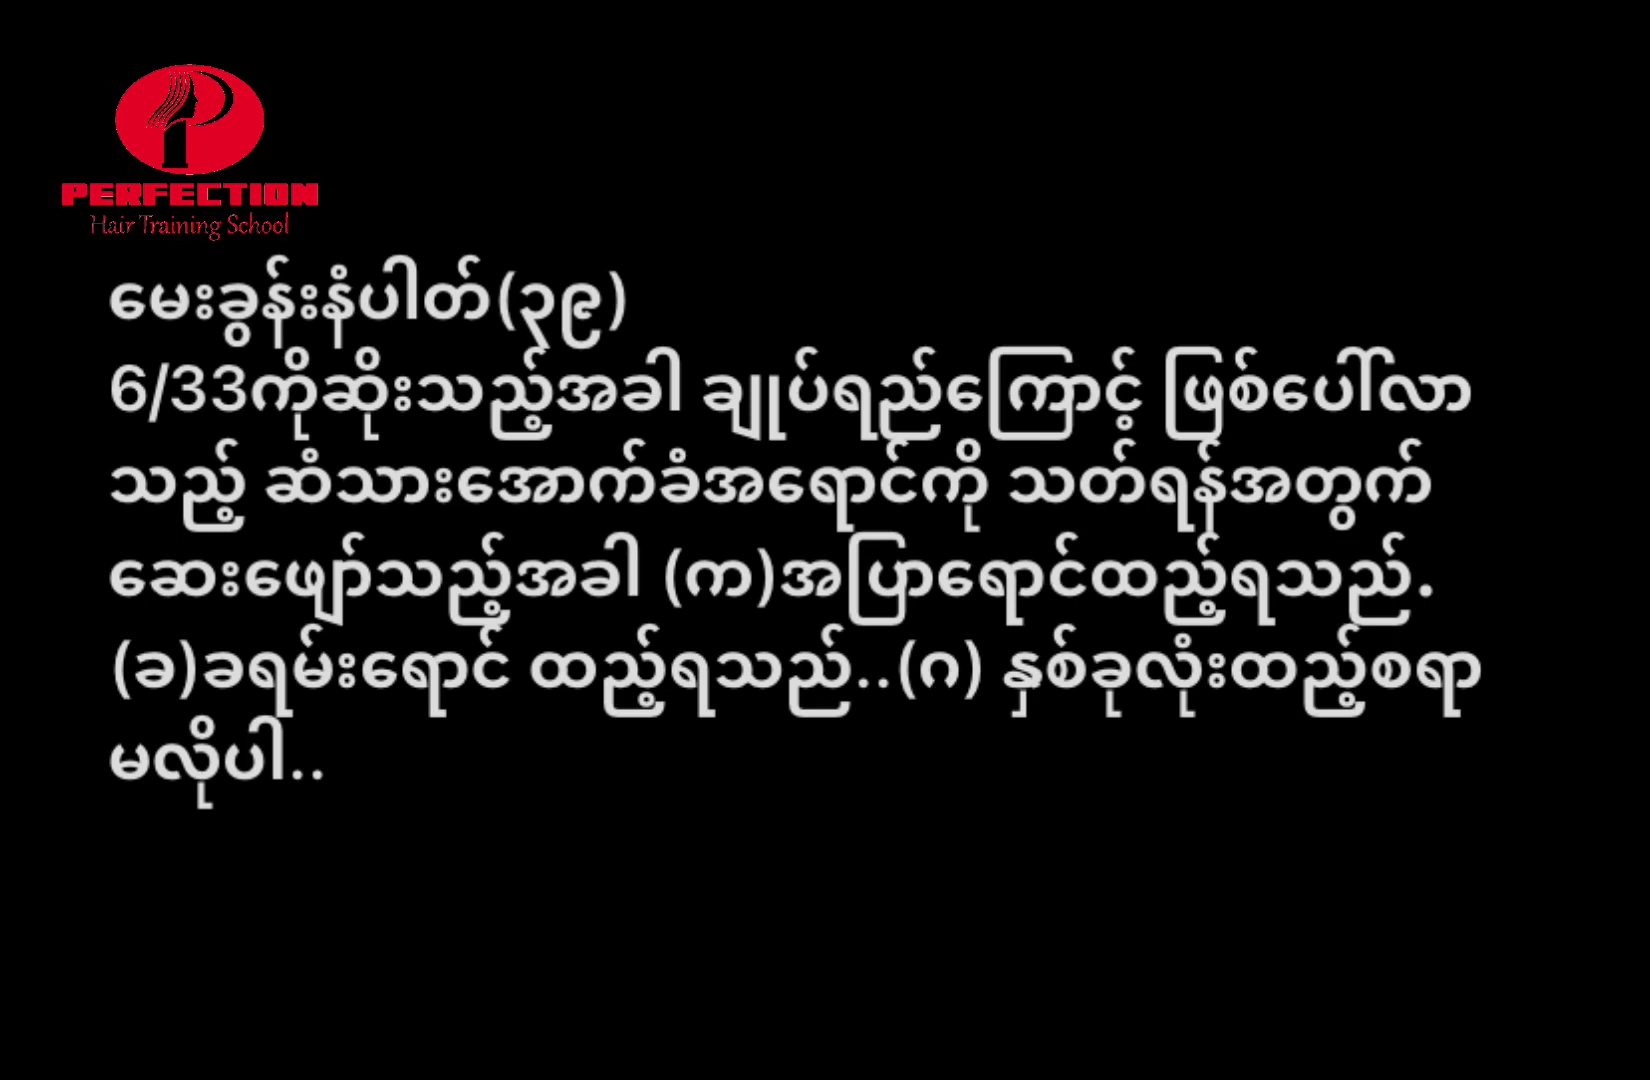 PERFECTION
Hair Training School
မေးခွန်းနံပါတ်(၃၉)
6/33ကိုဆိုးသည့်အခါ ချုပ်ရည်ကြောင့် ဖြစ်ပေါ်လာ
သည့် ဆံသားအောက်ခံအရောင်ကို သတ်ရန်အတွက်
ဆေးဖျော်သည့်အခါ (က)အပြာရောင်ထည့်ရသည်.
(ခ)ခရမ်းရောင် ထည့်ရသည်..(ဂ) နှစ်ခုလုံးထည့်စရာ
မလိုပါ..